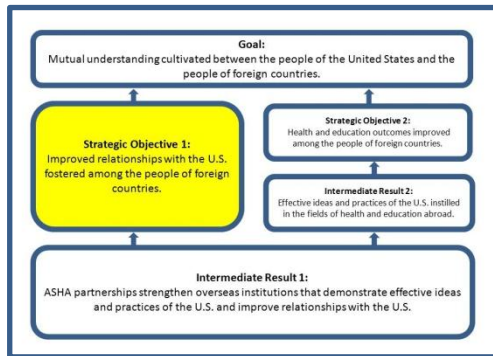 Goal:
Mutual understanding cultivated between the people of the United States and the
people of foreign countries.
Strategic Objective 1:
Improved relationships with the U.S.
fostered among the people of foreign
countries.
Strategic Objective 2:
Health and education outcomes improved
among the people of foreign countries.
Intermediate Result 2:
Effective ideas and practices of the U.S. instilled
in the fields of health and education abroad.
Intermediate Result 1:
ASHA partnerships strengthen overseas institutions that demonstrate effective ideas
and practices of the U.S. and improve relationships with the U.S.